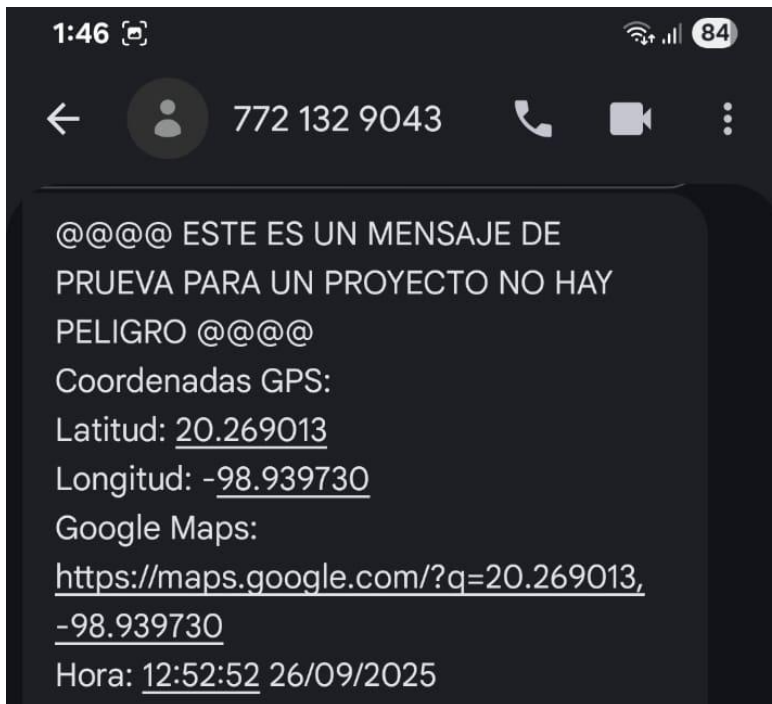 1:46
84
772 132 9043
@@@@ ESTE ES UN MENSAJE DE
PRUEVA PARA UN PROYECTO NO HAY
PELIGRO @@@@
Coordenadas GPS:
Latitud: 20.269013
Longitud: -98.939730
Google Maps:
https://maps.google.com/?q=20.269013,
-98.939730
Hora: 12:52:52 26/09/2025